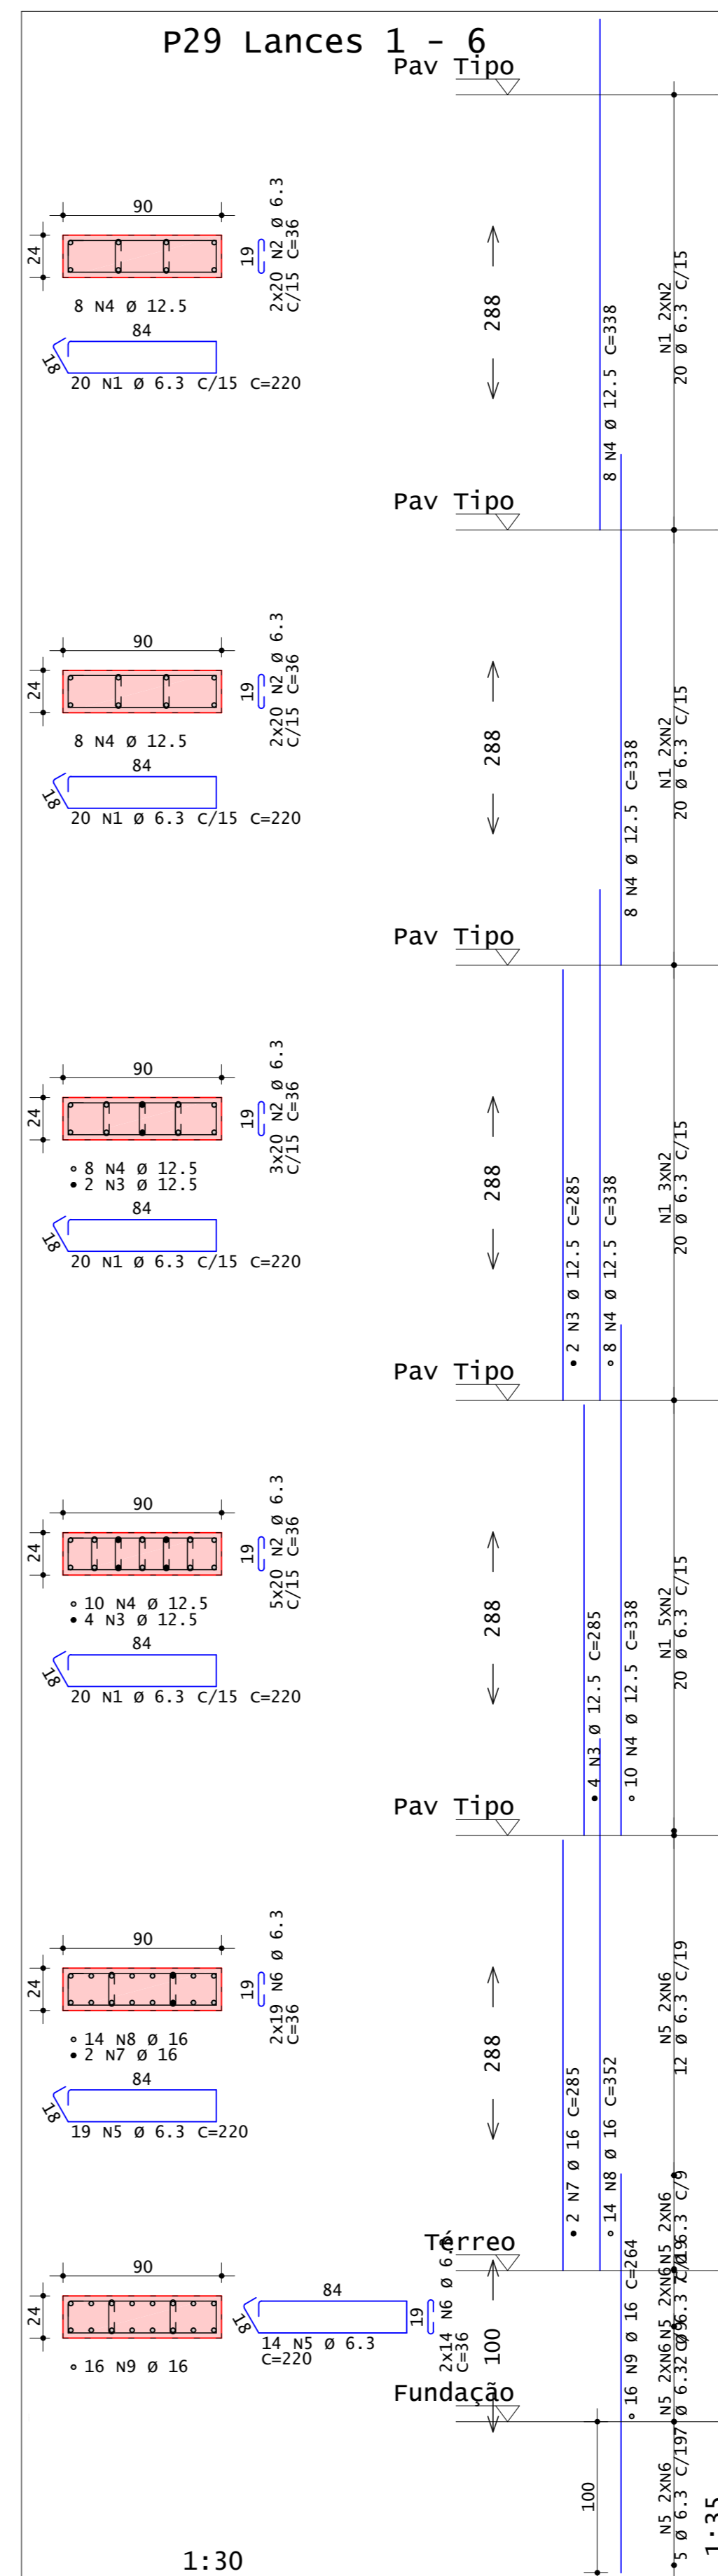 P29 Lances 1 - 6
Pav Tipo
90
24
19
2x20 N2 Ø 6.3
C/15 C=36
8 N4 Ø 12.5
84
18
20 N1 Ø 6.3 C/15 C=220
288
8 N4 Ø 12.5 C=338
N1 2XN2
20 Ø 6.3 C/15
Pav Tipo
90
24
19
2x20 N2 Ø 6.3
C/15 C=36
8 N4 Ø 12.5
84
18
20 N1 Ø 6.3 C/15 C=220
288
8 N4 Ø 12.5 C=338
N1 2XN2
20 Ø 6.3 C/15
Pav Tipo
90
24
19
3x20 N2 Ø 6.3
C/15 C=36
8 N4 Ø 12.5
2 N3 Ø 12.5
84
18
20 N1 Ø 6.3 C/15 C=220
288
2 N3 Ø 12.5 C=285
8 N4 Ø 12.5 C=338
N1 3XN2
20 Ø 6.3 C/15
Pav Tipo
90
24
19
5x20 N2 Ø 6.3
C/15 C=36
10 N4 Ø 12.5
4 N3 Ø 12.5
84
18
20 N1 Ø 6.3 C/15 C=220
288
4 N3 Ø 12.5 C=285
10 N4 Ø 12.5 C=338
N1 5XN2
20 Ø 6.3 C/15
Pav Tipo
90
24
19
2x19 N6 Ø 6.3
C=36
14 N8 Ø 16
2 N7 Ø 16
84
18
19 N5 Ø 6.3 C=220
288
2 N7 Ø 16 C=285
14 N8 Ø 16 C=352
N5 2XN6
12 Ø 6.3 C/19
Térreo
90
24
16 N9 Ø 16
84
18
14 N5 Ø 6.3
C=220
19
2x14 N6 Ø 6.3
C=36
100
16 N9 Ø 16 C=264
N5 2XN6
N5 2XN6
N5 2XN6
Fundação
100
N5 2XN6
5 Ø 6.3 C/19
1:30
1:35